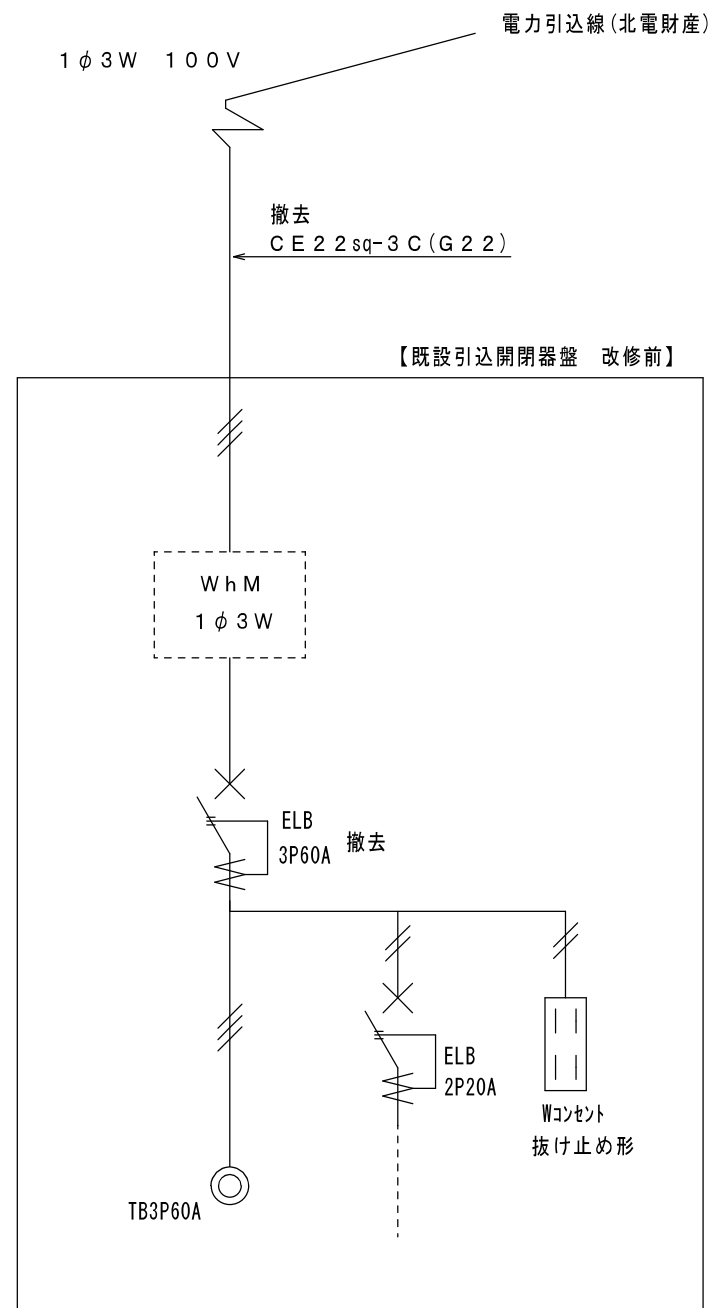 電力引込線(北電財産)
1φ3W 100V
撤去
CE22sq-3C(G22)
【既設引込開閉器盤 改修前】
WhM
1φ3W
ELB
3P60A
撤去
ELB
2P20A
Wコンセント
抜け止め形
TB3P60A